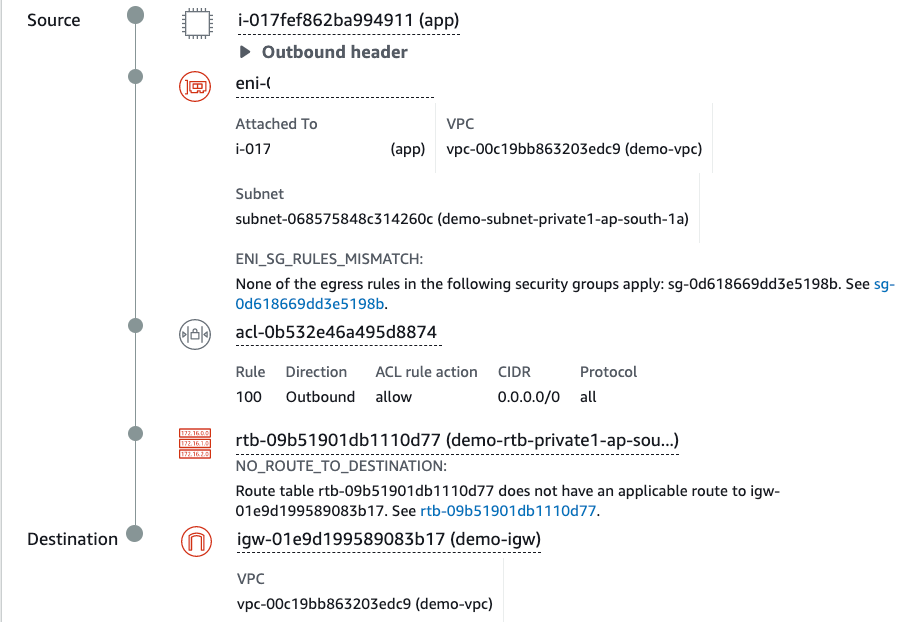 Source
i-017fef862ba994911 (app)
Outbound header
eni-0
Attached To
VPC
i-017 (app)
vpc-00c19bb863203edc9 (demo-vpc)
Subnet
subnet-068575848c314260c (demo-subnet-private1-ap-south-1a)
ENI_SG_RULES_MISMATCH:
None of the egress rules in the following security groups apply: sg-0d618669dd3e5198b. See sg-
0d618669dd3e5198b.
acl-0b532e46a495d8874
Rule Direction ACL rule action CIDR Protocol
100 Outbound allow 0.0.0.0/0 all
172.16.0.0
172.16.1.0
172.16.2.0
rtb-09b51901db1110d77 (demo-rtb-private1-ap-sou...)
NO_ROUTE_TO_DESTINATION:
Route table rtb-09b51901db1110d77 does not have an applicable route to igw-
01e9d199589083b17. See rtb-09b51901db1110d77.
Destination
igw-01e9d199589083b17 (demo-igw)
VPC
vpc-00c19bb863203edc9 (demo-vpc)